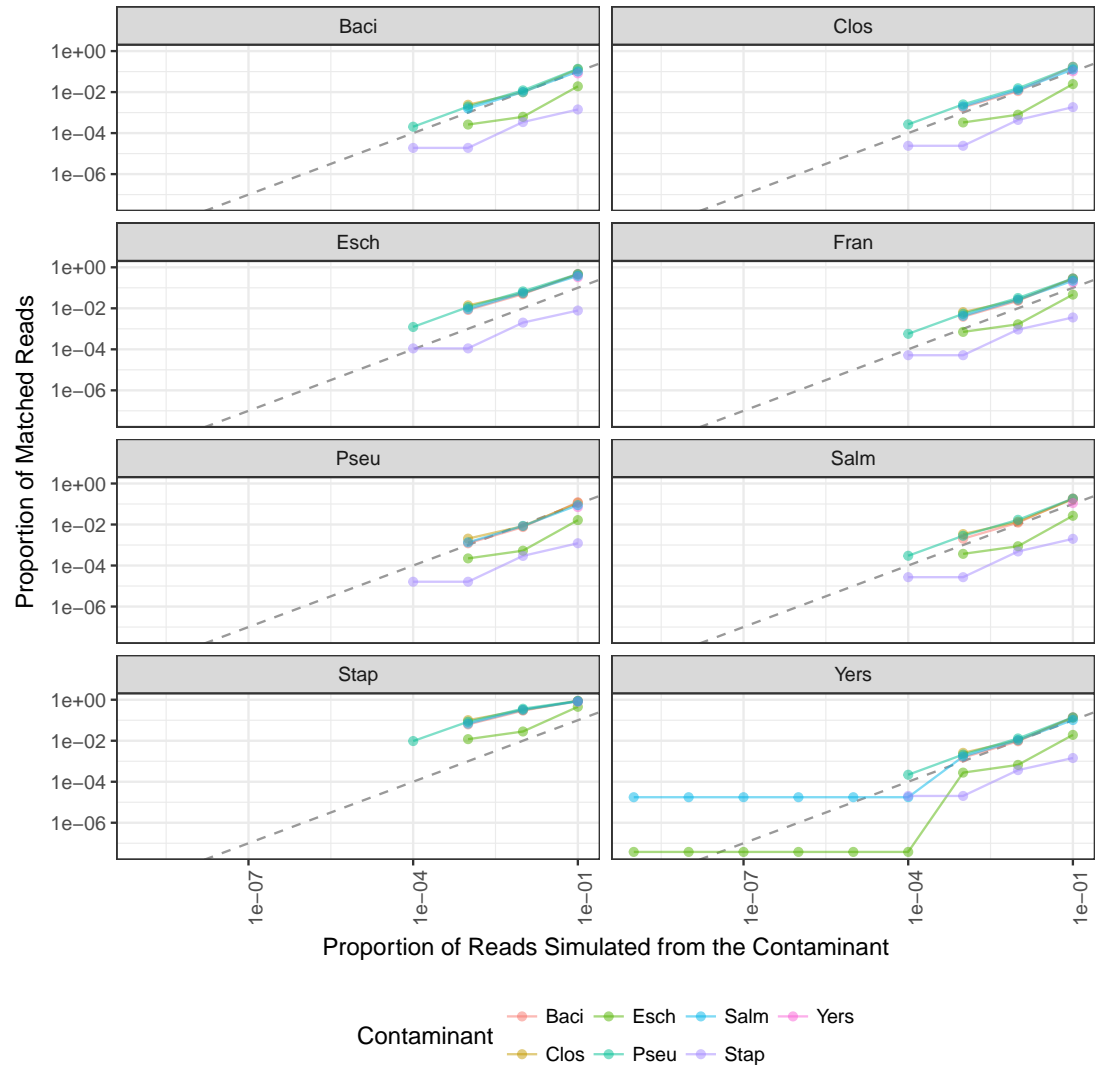 Baci
Clos
1e+00
1e−02
1e−04
1e−06
Esch
Fran
1e+00
1e−02
1e−04
1e−06
Pseu
Salm
1e+00
1e−02
1e−04
1e−06
Stap
Yers
1e+00
1e−02
1e−04
1e−06
1e−07
1e−04
1e−01
1e−07
1e−04
1e−01
Proportion of Matched Reads
Proportion of Reads Simulated from the Contaminant
Contaminant
Baci Esch Salm Yers
Clos Pseu Stap